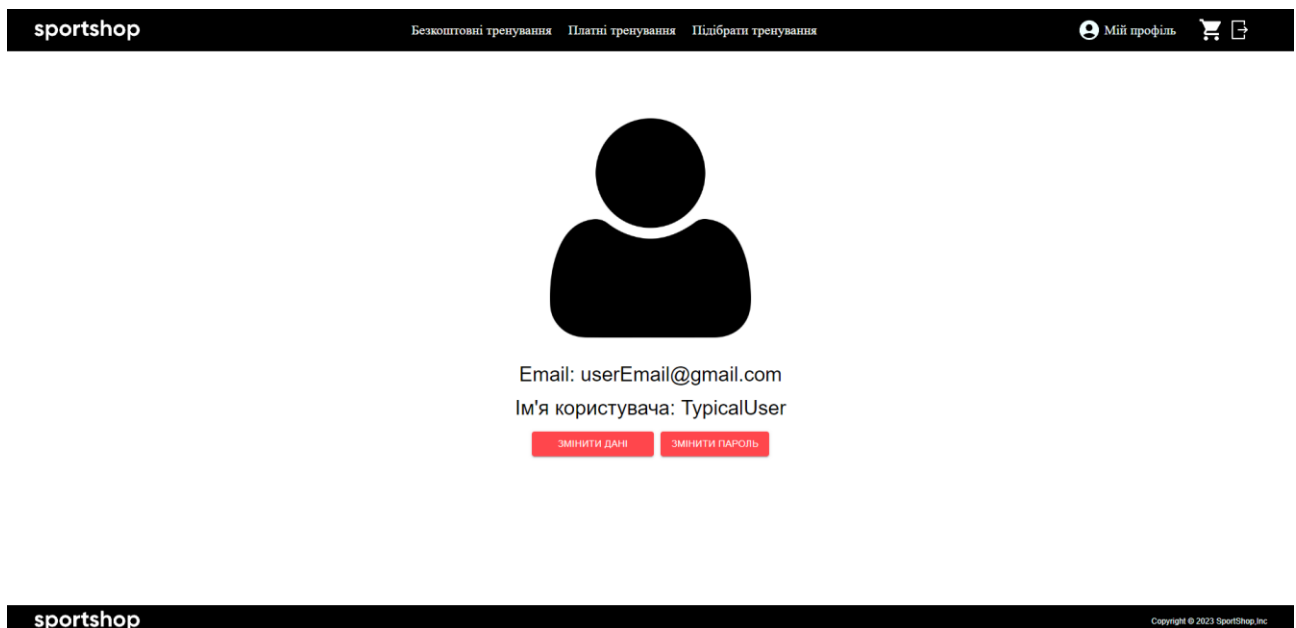 sportshop Безкоштовні тренування Платні тренування Підібрати тренування Мій профіль
Email: userEmail@gmail.com
Ім'я користувача: TypicalUser
ЗМІНИТИ ДАНІ ЗМІНИТИ ПАРОЛЬ
sportshop Copyright © 2023 SportShop,Inc